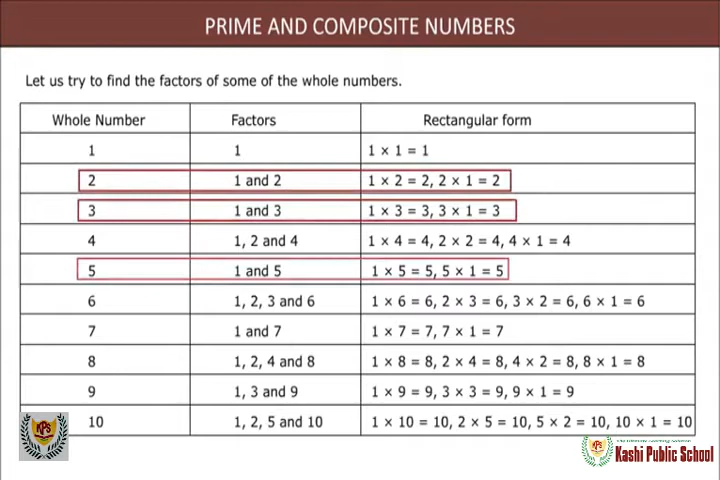 PRIME AND COMPOSITE NUMBERS
Let us try to find the factors of some of the whole numbers.
Whole Number Factors Rectangular form
1 1 1 × 1 = 1
2 1 and 2 1 × 2 = 2, 2 × 1 = 2
3 1 and 3 1 × 3 = 3, 3 × 1 = 3
4 1, 2 and 4 1 × 4 = 4, 2 × 2 = 4, 4 × 1 = 4
5 1 and 5 1 × 5 = 5, 5 × 1 = 5
6 1, 2, 3 and 6 1 × 6 = 6, 2 × 3 = 6, 3 × 2 = 6, 6 × 1 = 6
7 1 and 7 1 × 7 = 7, 7 × 1 = 7
8 1, 2, 4 and 8 1 × 8 = 8, 2 × 4 = 8, 4 × 2 = 8, 8 × 1 = 8
9 1, 3 and 9 1 × 9 = 9, 3 × 3 = 9, 9 × 1 = 9
10 1, 2, 5 and 10 1 × 10 = 10, 2 × 5 = 10, 5 × 2 = 10, 10 × 1 = 10
KPS
Kashi Public School